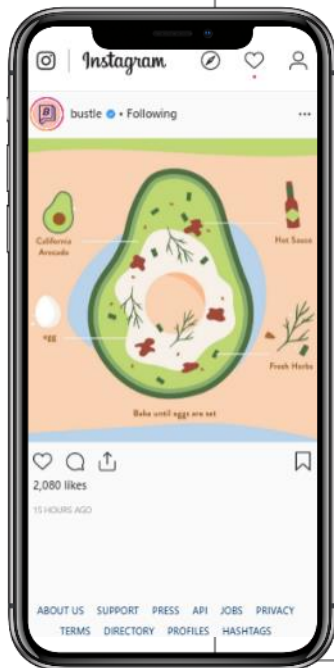 Instagram
bustle • Following
California
Avocado
Hot Sauce
egg
Fresh Herbs
Bake until eggs are set
2,080 likes
15 HOURS AGO
ABOUT US SUPPORT PRESS API JOBS PRIVACY
TERMS DIRECTORY PROFILES HASHTAGS